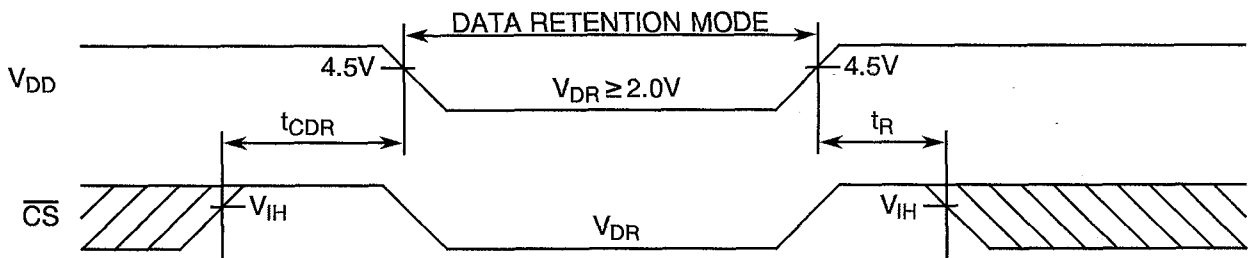 DATA RETENTION MODE
VDD
4.5V
VDR ≥ 2.0V
4.5V
tCDR
tR
CS
VIH
VDR
VIH